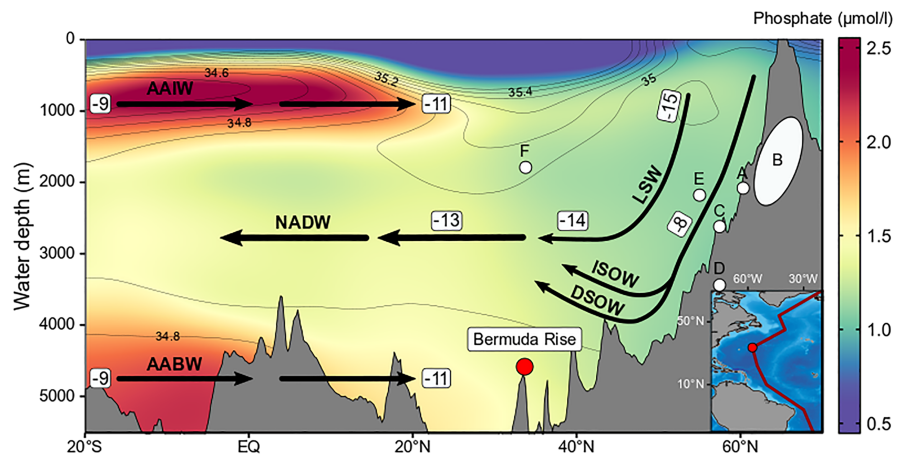 Phosphate (µmol/l)
0
1000
2000
3000
4000
5000
Water depth (m)
20°S
EQ
20°N
40°N
60°N
34.6
35.2
35.4
35
34.8
34.8
-9
AAIW
-11
-15
LSW
-8
F
E
A
B
C
D
NADW
-13
-14
ISOW
DSOW
Bermuda Rise
-9
AABW
-11
60°W
30°W
50°N
10°N
2.5
2.0
1.5
1.0
0.5